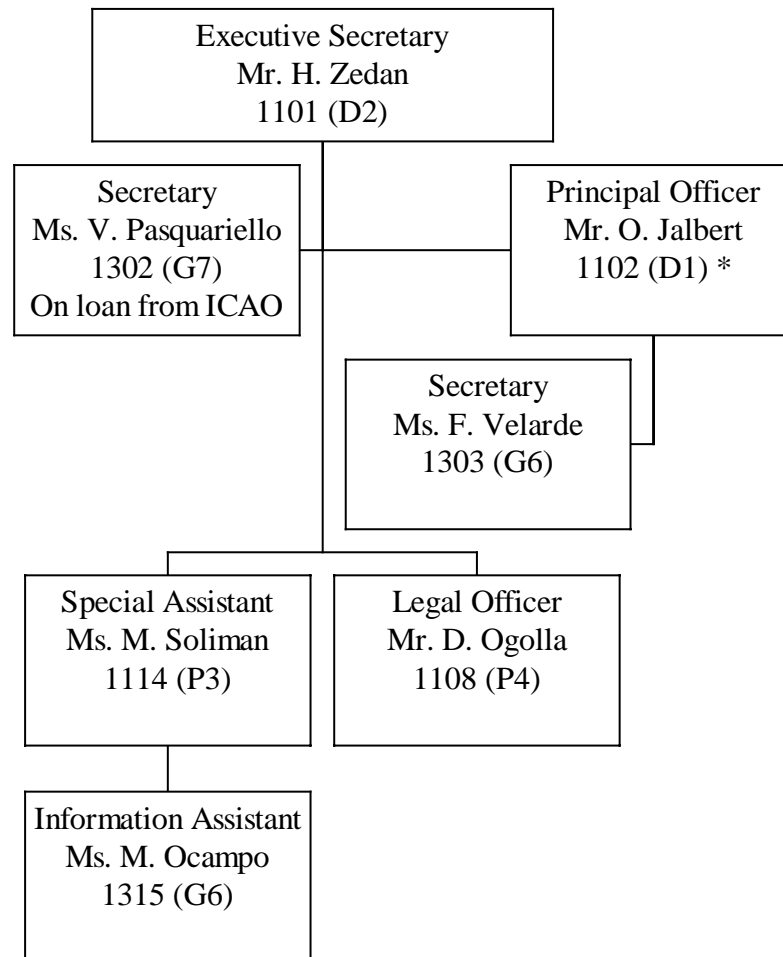 Executive Secretary
Mr. H. Zedan
1101 (D2)
Secretary
Ms. V. Pasquariello
1302 (G7)
On loan from ICAO
Principal Officer
Mr. O. Jalbert
1102 (D1) *
Secretary
Ms. F. Velarde
1303 (G6)
Special Assistant
Ms. M. Soliman
1114 (P3)
Legal Officer
Mr. D. Ogolla
1108 (P4)
Information Assistant
Ms. M. Ocampo
1315 (G6)